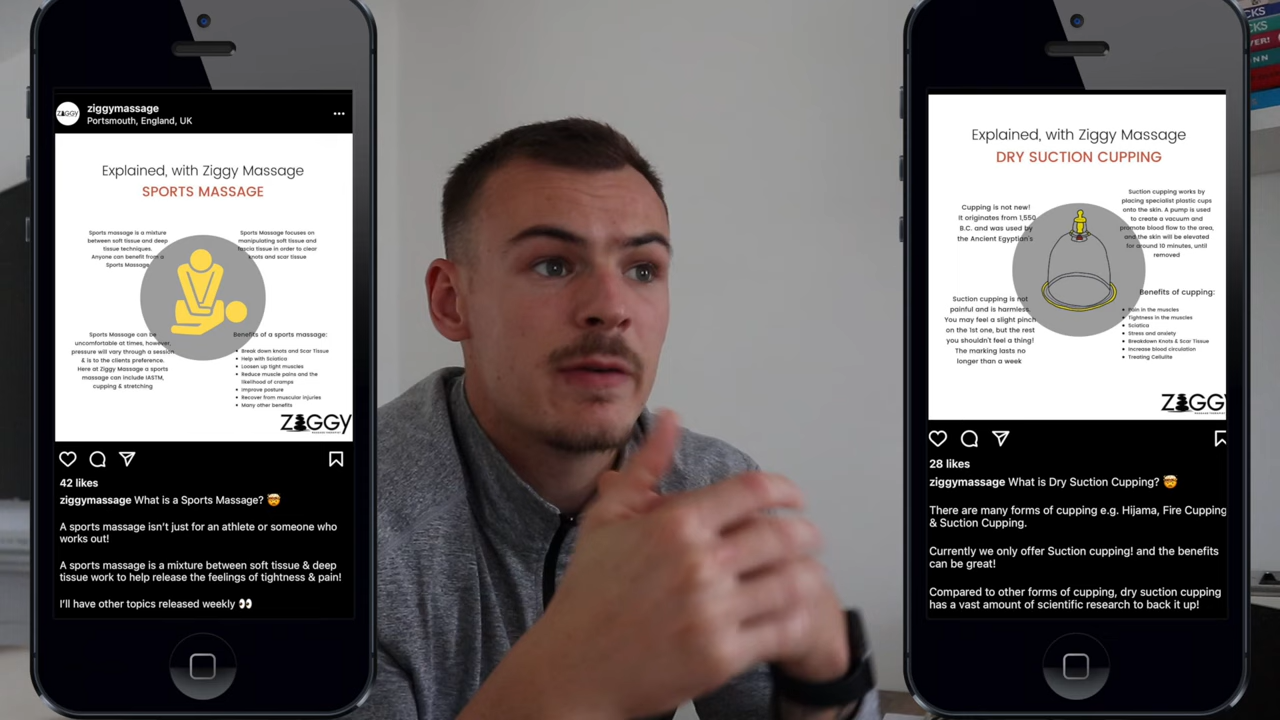 ZIGGY
ziggymassage
Portsmouth, England, UK
Explained, with Ziggy Massage
SPORTS MASSAGE
Sports massage is a mixture
between soft tissue and deep
tissue techniques.
Anyone can benefit from a
Sports Massage
Sports Massage focuses on
manipulating soft tissue and
fascia tissue in order to clear
knots and scar tissue
Sports Massage can be
uncomfortable at times, however,
pressure will vary through a session
& is to the clients preference.
Here at Ziggy Massage a sports
massage can include IASTM,
cupping & stretching
Benefits of a sports massage:
Break down knots and Scar Tissue
Help with Sciatica
Loosen up tight muscles
Reduce muscle pains and the
likelihood of cramps
Improve posture
Recover from muscular injuries
Many other benefits
ZIGGY
42 likes
ziggymassage What is a Sports Massage? 🤯
A sports massage isn't just for an athlete or someone who
works out!
A sports massage is a mixture between soft tissue & deep
tissue work to help release the feelings of tightness & pain!
I'll have other topics released weekly 👀
Explained, with Ziggy Massage
DRY SUCTION CUPPING
Cupping is not new!
It originates from 1,550
B.C. and was used by
the Ancient Egyptian's
Suction cupping works by
placing specialist plastic cups
onto the skin. A pump is used
to create a vacuum and
promote blood flow to the area,
and the skin will be elevated
for around 10 minutes, until
removed
Suction cupping is not
painful and is harmless.
You may feel a slight pinch
on the 1st one, but the rest
you shouldn't feel a thing!
The marking lasts no
longer than a week
Benefits of cupping:
Pain in the muscles
Tightness in the muscles
Sciatica
Stress and anxiety
Breakdown Knots & Scar Tissue
Increase blood circulation
Treating Cellulite
ZIGGY
28 likes
ziggymassage What is Dry Suction Cupping? 🤯
There are many forms of cupping e.g. Hijama, Fire Cupping
& Suction Cupping.
Currently we only offer Suction cupping! and the benefits
can be great!
Compared to other forms of cupping, dry suction cupping
has a vast amount of scientific research to back it up!